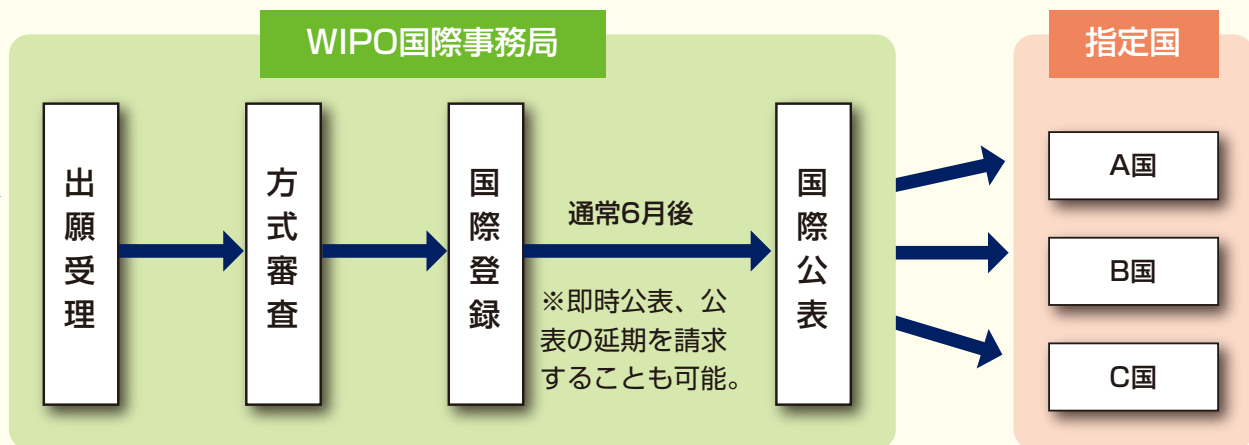 WIPO国際事務局
出願受理
方式審査
国際登録
通常6月後
※即時公表、公
表の延期を請求
することも可能。
国際公表
指定国
A国
B国
C国